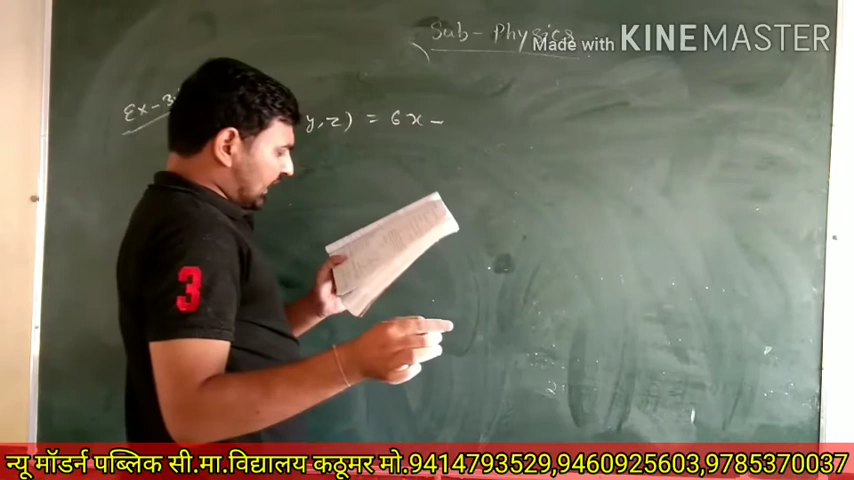 Sub - Physics
Made with KINEMASTER
Ex - 3
y, z) = 6x -
3
न्यू मॉडर्न पब्लिक सी.मा.विद्यालय कठूमर मो.9414793529,9460925603,9785370037